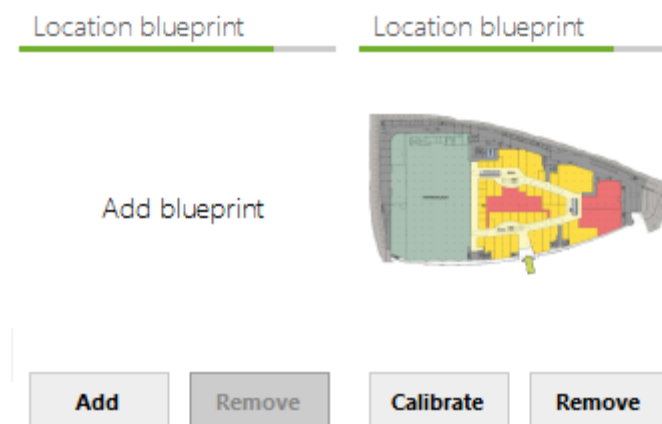 Location blueprint
Add blueprint
Add
Remove
Location blueprint
Calibrate
Remove